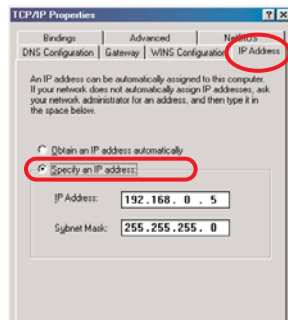 TCP/IP Properties
Bindings Advanced NetBIOS
DNS Configuration Gateway WINS Configuration IP Address
An IP address can be automatically assigned to this computer.
If your network does not automatically assign IP addresses, ask
your network administrator for an address, and then type it in
the space below.
Obtain an IP address automatically
Specify an IP address:
IP Address: 192.168. 0 . 5
Subnet Mask: 255.255.255. 0